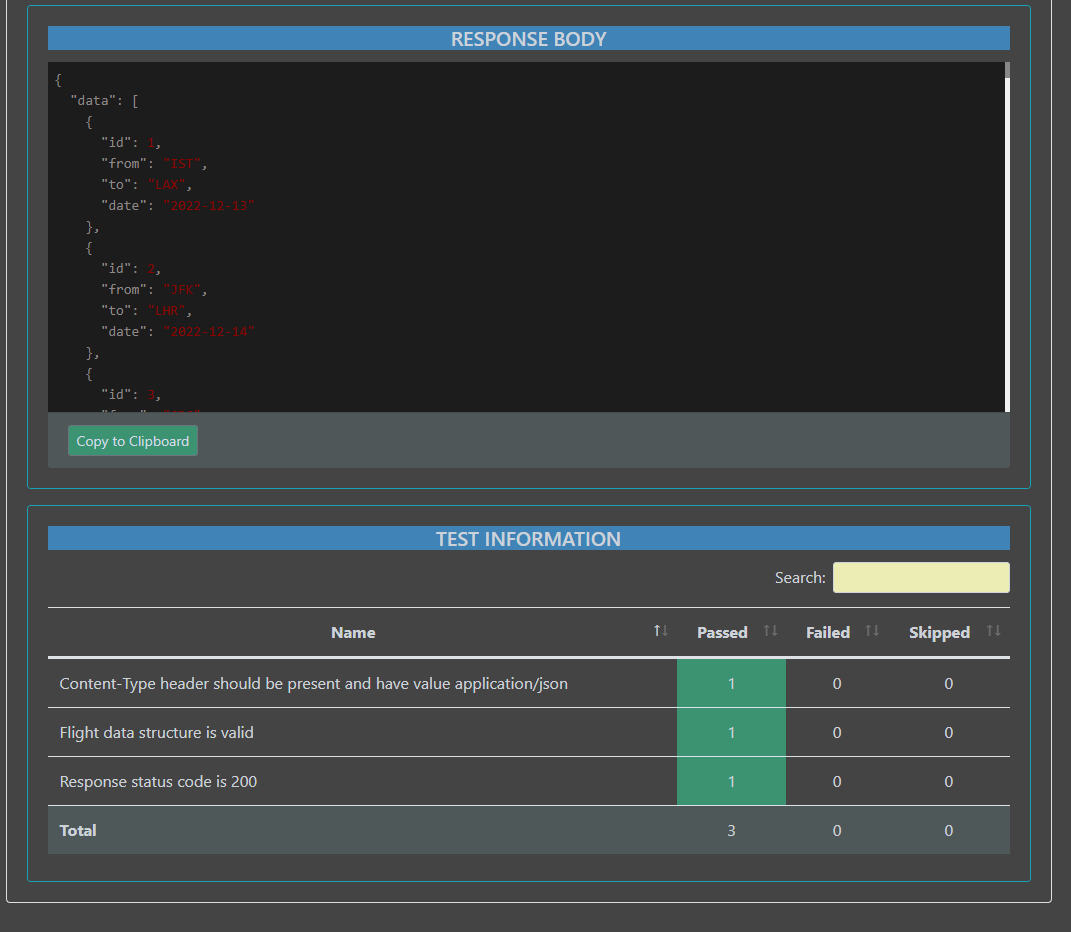 RESPONSE BODY
{
  "data": [
    {
      "id": 1,
      "from": "IST",
      "to": "LAX",
      "date": "2022-12-13"
    },
    {
      "id": 2,
      "from": "JFK",
      "to": "LHR",
      "date": "2022-12-14"
    },
    {
      "id": 3,
Copy to Clipboard
TEST INFORMATION
Search:
Name Passed Failed Skipped
Content-Type header should be present and have value application/json 1 0 0
Flight data structure is valid 1 0 0
Response status code is 200 1 0 0
Total 3 0 0